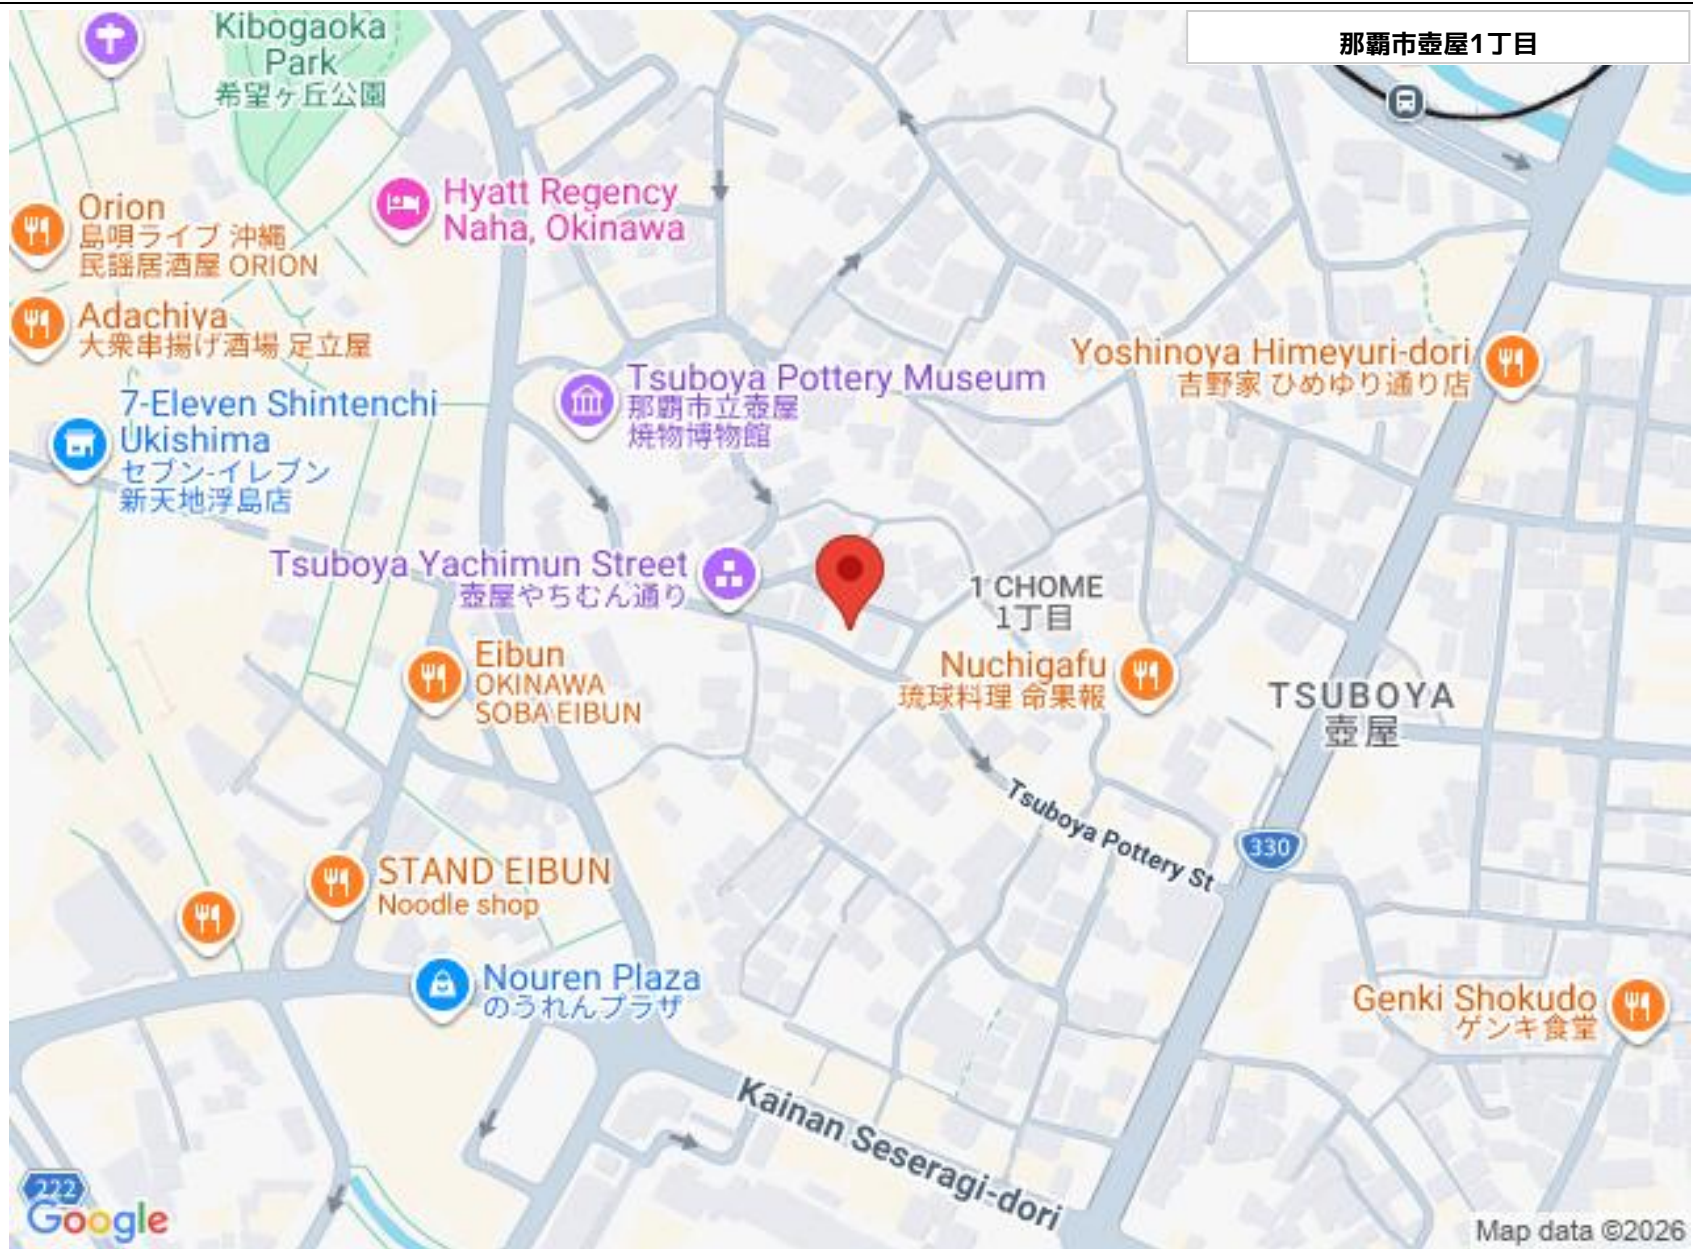 那覇市壺屋1丁目
Kibogaoka
Park
希望ヶ丘公園
Hyatt Regency
Naha, Okinawa
Orion
島唄ライブ 沖縄
民謡居酒屋 ORION
Adachiya
大衆串揚げ酒場 足立屋
Yoshinoya Himeyuri-dori
吉野家 ひめゆり通り店
Tsuboya Pottery Museum
那覇市立壺屋
焼物博物館
7-Eleven Shintenchi
Ukishima
セブン-イレブン
新天地浮島店
Tsuboya Yachimun Street
壺屋やちむん通り
1 CHOME
1丁目
Eibun
OKINAWA
SOBA EIBUN
Nuchigafu
琉球料理 命果報
TSUBOYA
壺屋
Tsuboya Pottery St
330
STAND EIBUN
Noodle shop
Nouren Plaza
のうれんプラザ
Genki Shokudo
ゲンキ食堂
Kainan Seseragi-dori
222
Google
Map data ©2026